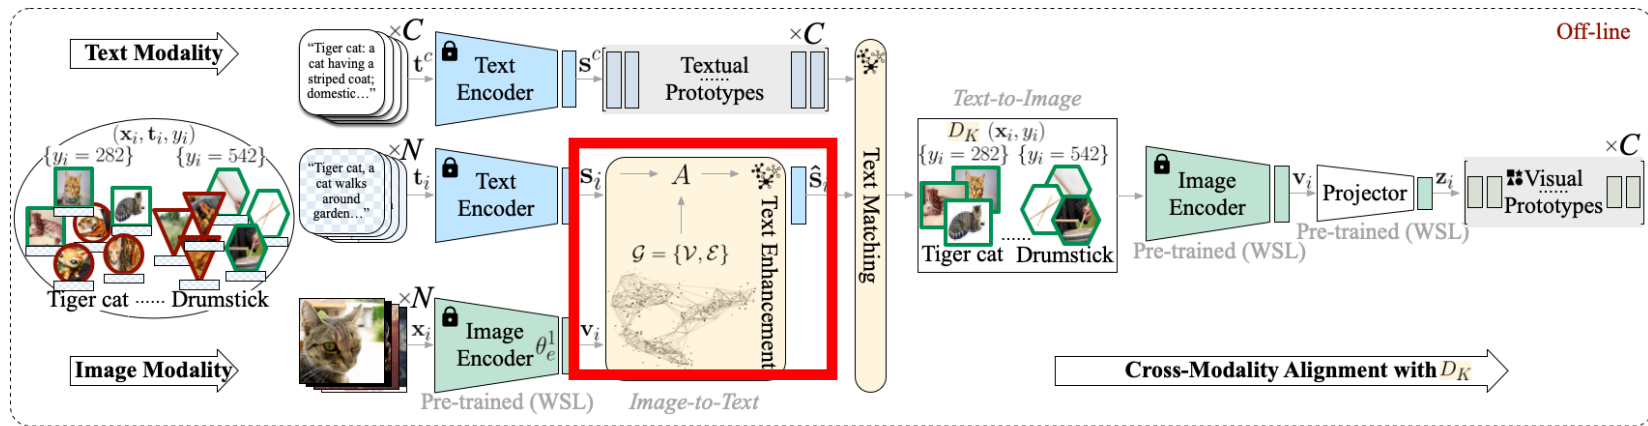 Off-line
Text Modality
×C
“Tiger cat: a
cat having a
striped coat;
domestic…”
t^c
Text
Encoder
s^c
Textual
......
Prototypes
×C
(x_i, t_i, y_i)
{y_i = 282} {y_i = 542}
Tiger cat ...... Drumstick
×N
“Tiger cat, a
cat walks
around
garden…”
t_i
Text
Encoder
s_i
A
G = {V, E}
Text Enhancement
ŝ_i
×N
x_i
Image
Encoder θ_e^1
v_i
Pre-trained (WSL)
Image-to-Text
Image Modality
Text Matching
Text-to-Image
D_K (x_i, y_i)
{y_i = 282} {y_i = 542}
Tiger cat ...... Drumstick
Image
Encoder
Pre-trained (WSL)
v_i
Projector
Pre-trained (WSL)
z_i
×C
Visual
......
Prototypes
Cross-Modality Alignment with D_K